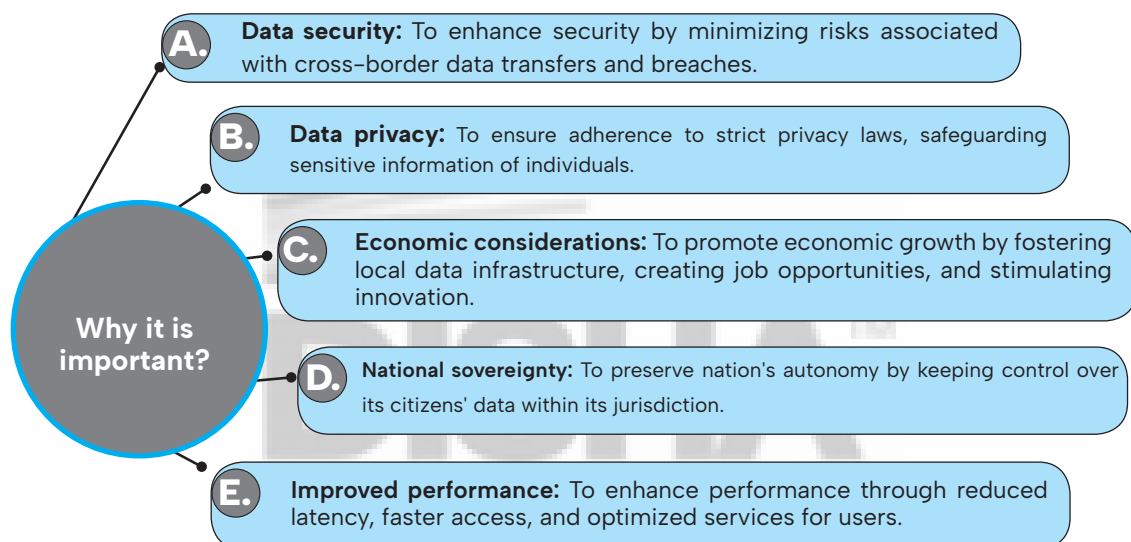 A.
Data security: To enhance security by minimizing risks associated
with cross-border data transfers and breaches.
B.
Data privacy: To ensure adherence to strict privacy laws, safeguarding
sensitive information of individuals.
C.
Economic considerations: To promote economic growth by fostering
local data infrastructure, creating job opportunities, and stimulating
innovation.
Why it is
important?
D.
National sovereignty: To preserve nation's autonomy by keeping control over
its citizens' data within its jurisdiction.
E.
Improved performance: To enhance performance through reduced
latency, faster access, and optimized services for users.